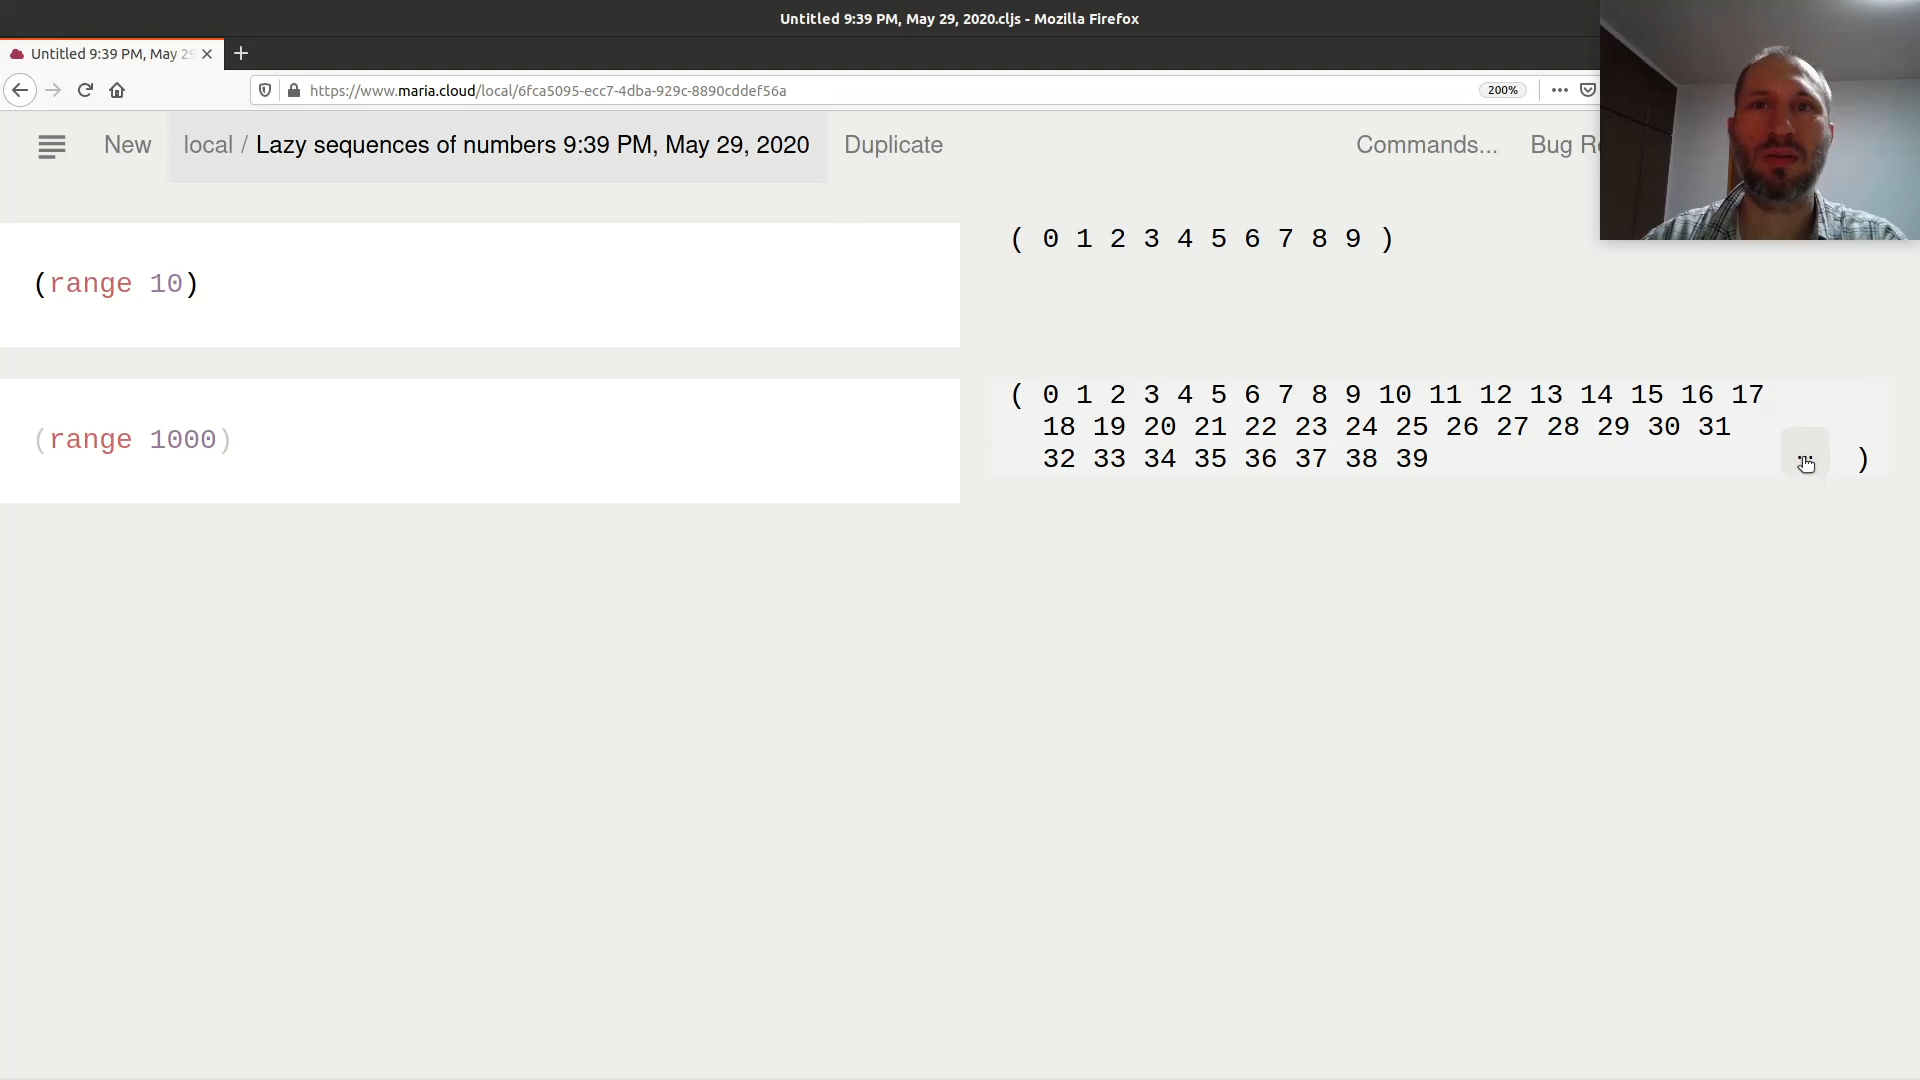 Untitled 9:39 PM, May 29, 2020.cljs - Mozilla Firefox
Untitled 9:39 PM, May 29
https://www.maria.cloud/local/6fca5095-ecc7-4dba-929c-8890cddef56a
200%
New
local / Lazy sequences of numbers 9:39 PM, May 29, 2020
Duplicate
Commands...
Bug Re
(range 10)
( 0 1 2 3 4 5 6 7 8 9 )
(range 1000)
( 0 1 2 3 4 5 6 7 8 9 10 11 12 13 14 15 16 17
18 19 20 21 22 23 24 25 26 27 28 29 30 31
32 33 34 35 36 37 38 39 … )